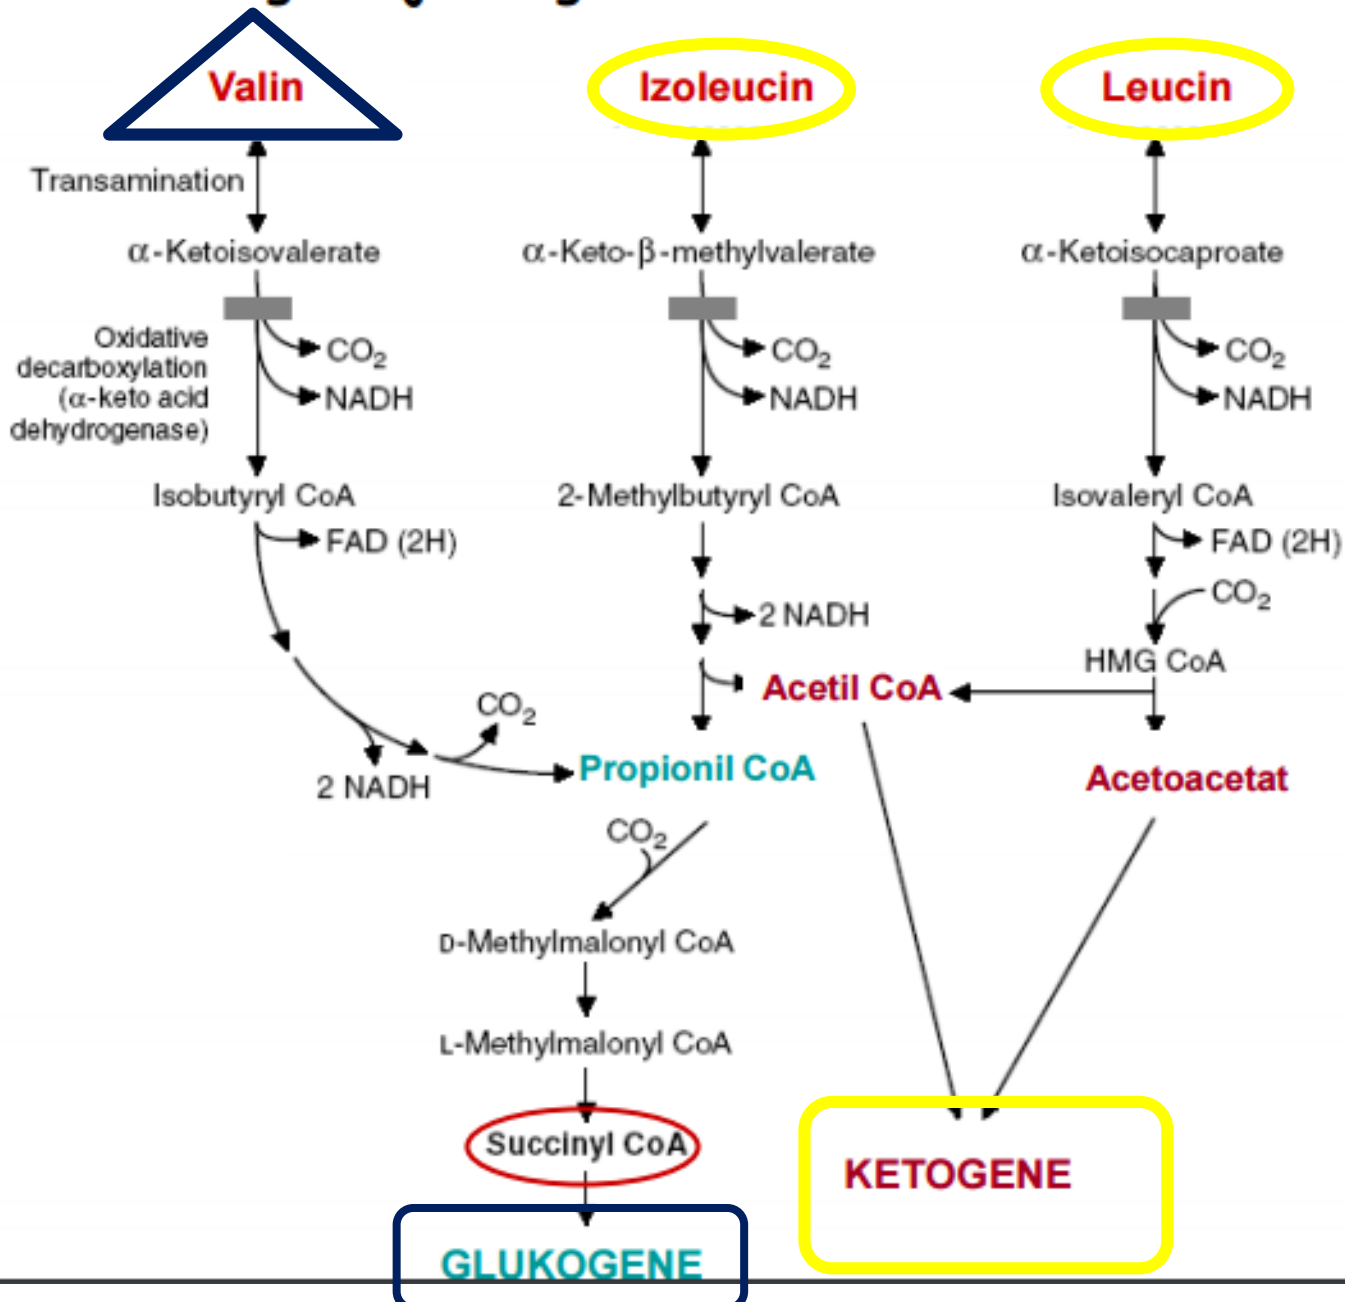 Valin
Izoleucin
Leucin
Transamination
α-Ketoisovalerate
α-Keto-β-methylvalerate
α-Ketoisocaproate
Oxidative
decarboxylation
(α-keto acid
dehydrogenase)
CO2
NADH
CO2
NADH
CO2
NADH
Isobutyryl CoA
2-Methylbutyryl CoA
Isovaleryl CoA
FAD (2H)
FAD (2H)
CO2
2 NADH
HMG CoA
Acetil CoA
CO2
2 NADH
Propionil CoA
Acetoacetat
CO2
D-Methylmalonyl CoA
L-Methylmalonyl CoA
Succinyl CoA
KETOGENE
GLUKOGENE